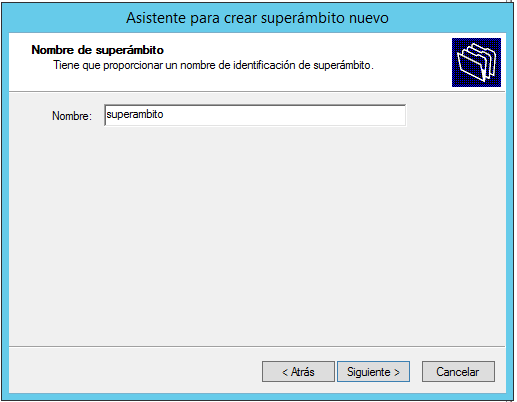 Asistente para crear superámbito nuevo
Nombre de superámbito
Tiene que proporcionar un nombre de identificación de superámbito.
Nombre: superambito
< Atrás Siguiente > Cancelar